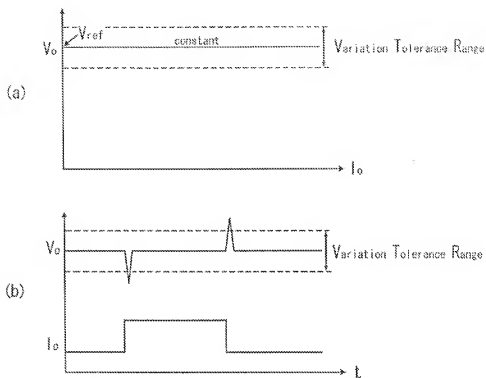 Vref
Vo
constant
Variation Tolerance Range
(a)
Io
Vo
Variation Tolerance Range
(b)
Io
t